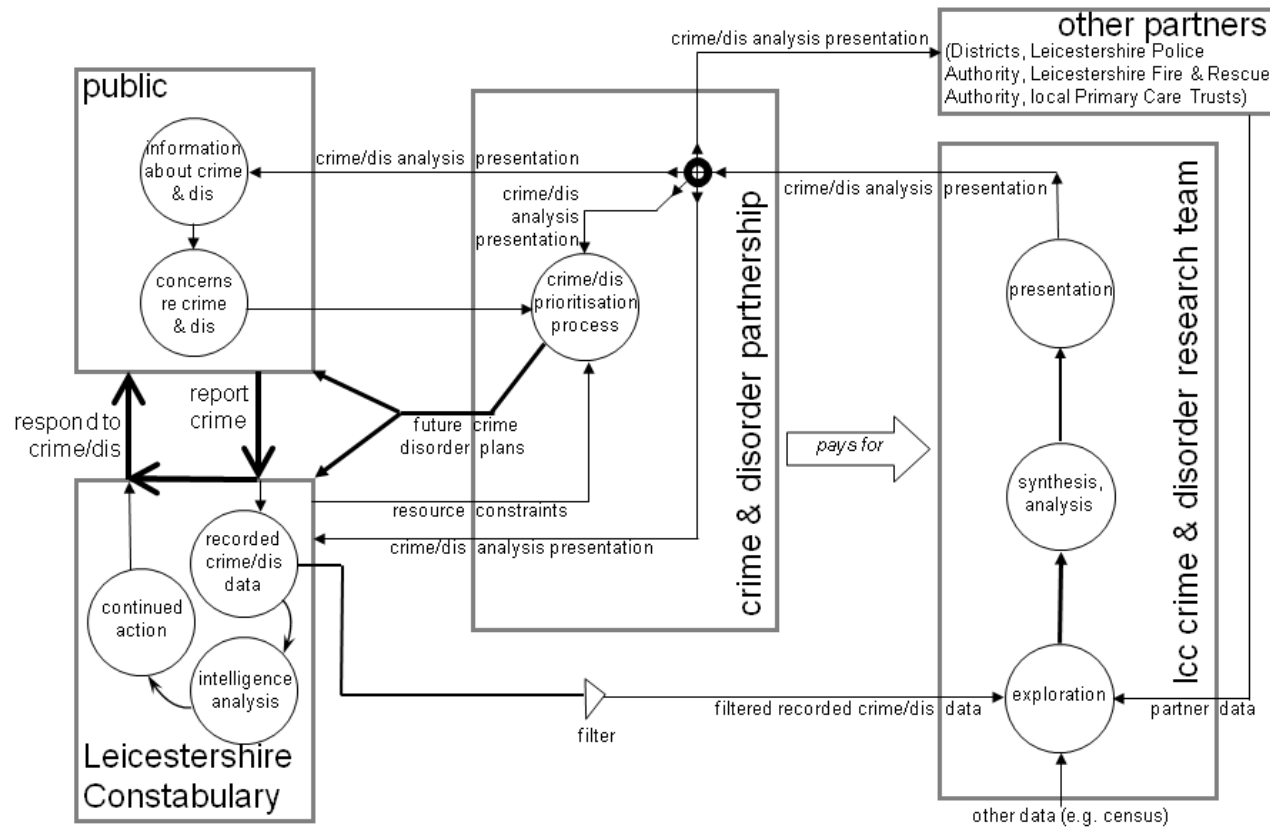 other partners
(Districts, Leicestershire Police
Authority, Leicestershire Fire & Rescue
Authority, local Primary Care Trusts)
crime/dis analysis presentation
public
information
about crime
& dis
concerns
re crime
& dis
crime/dis analysis presentation
crime/dis
analysis
presentation
crime/dis
prioritisation
process
crime & disorder partnership
crime/dis analysis presentation
presentation
synthesis,
analysis
exploration
lcc crime & disorder research team
respond to
crime/dis
report
crime
future crime
disorder plans
pays for
resource constraints
crime/dis analysis presentation
recorded
crime/dis
data
continued
action
intelligence
analysis
Leicestershire
Constabulary
filter
filtered recorded crime/dis data
partner data
other data (e.g. census)